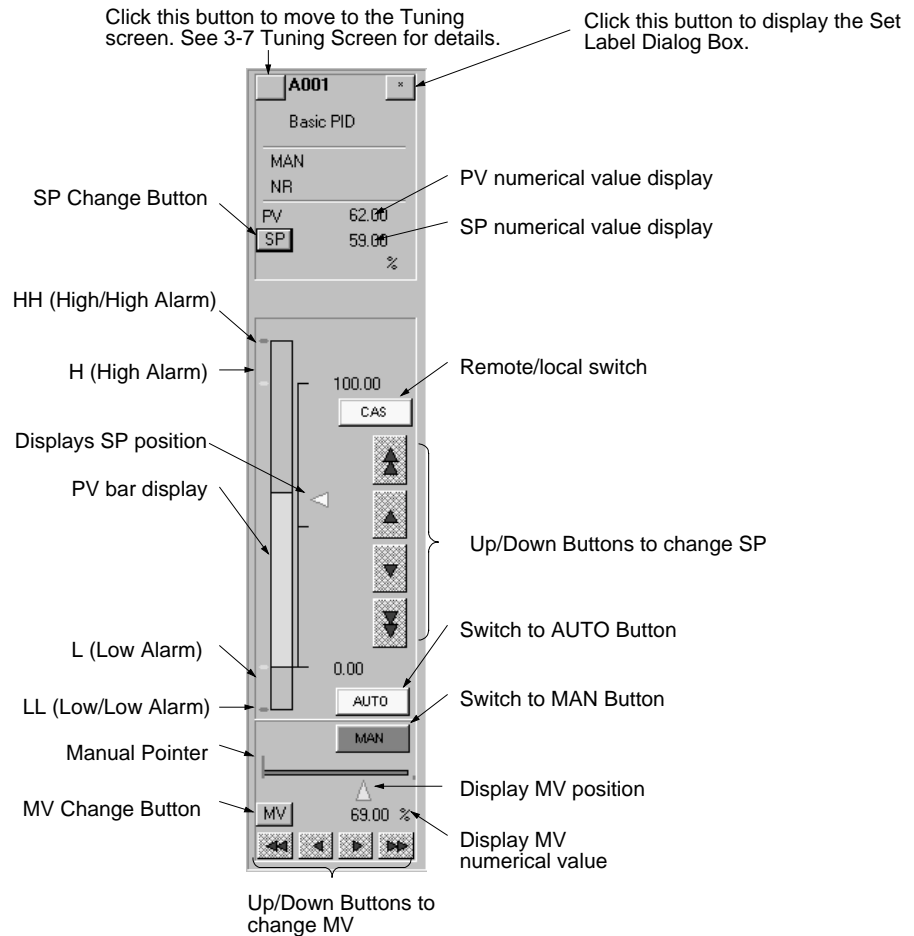 Click this button to move to the Tuning
screen. See 3-7 Tuning Screen for details.
Click this button to display the Set
Label Dialog Box.
A001
*
Basic PID
MAN
NR
SP Change Button
PV 62.00
PV numerical value display
SP 59.00
SP numerical value display
%
HH (High/High Alarm)
H (High Alarm)
Remote/local switch
100.00
CAS
Displays SP position
PV bar display
Up/Down Buttons to change SP
L (Low Alarm)
0.00
Switch to AUTO Button
LL (Low/Low Alarm)
AUTO
Switch to MAN Button
MAN
Manual Pointer
Display MV position
MV Change Button
MV 69.00 %
Display MV
numerical value
Up/Down Buttons to
change MV